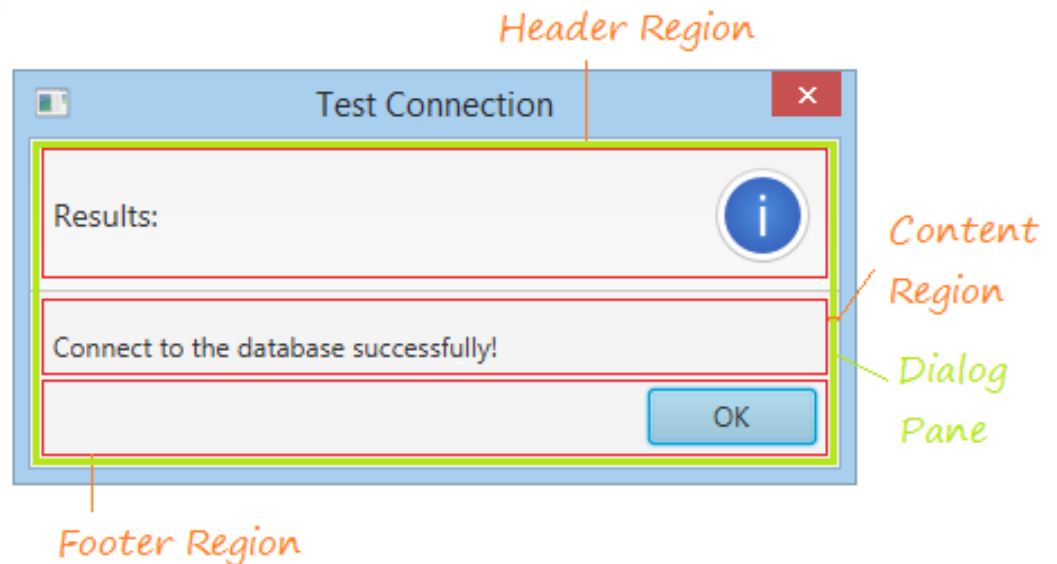 Header Region
Test Connection
Results:
i
Content
Region
Connect to the database successfully!
Dialog
Pane
OK
Footer Region